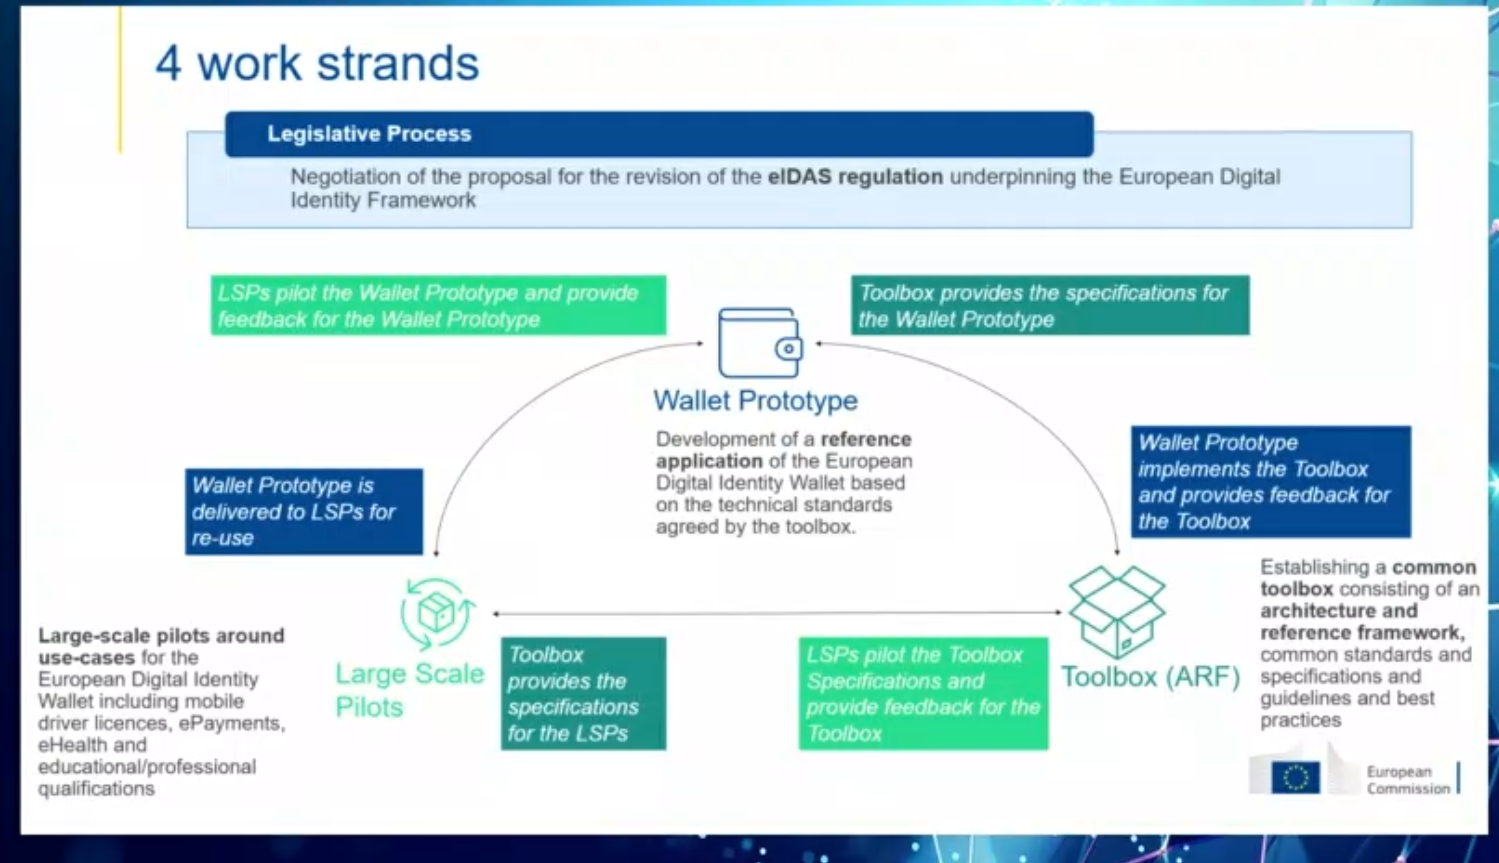 4 work strands
Legislative Process
Negotiation of the proposal for the revision of the eIDAS regulation underpinning the European Digital
Identity Framework
LSPs pilot the Wallet Prototype and provide
feedback for the Wallet Prototype
Toolbox provides the specifications for
the Wallet Prototype
Wallet Prototype
Development of a reference
application of the European
Digital Identity Wallet based
on the technical standards
agreed by the toolbox.
Wallet Prototype is
delivered to LSPs for
re-use
Wallet Prototype
implements the Toolbox
and provides feedback for
the Toolbox
Large-scale pilots around
use-cases for the
European Digital Identity
Wallet including mobile
driver licences, ePayments,
eHealth and
educational/professional
qualifications
Large Scale
Pilots
Toolbox
provides the
specifications
for the LSPs
LSPs pilot the Toolbox
Specifications and
provide feedback for the
Toolbox
Toolbox (ARF)
Establishing a common
toolbox consisting of an
architecture and
reference framework,
common standards and
specifications and
guidelines and best
practices
European
Commission